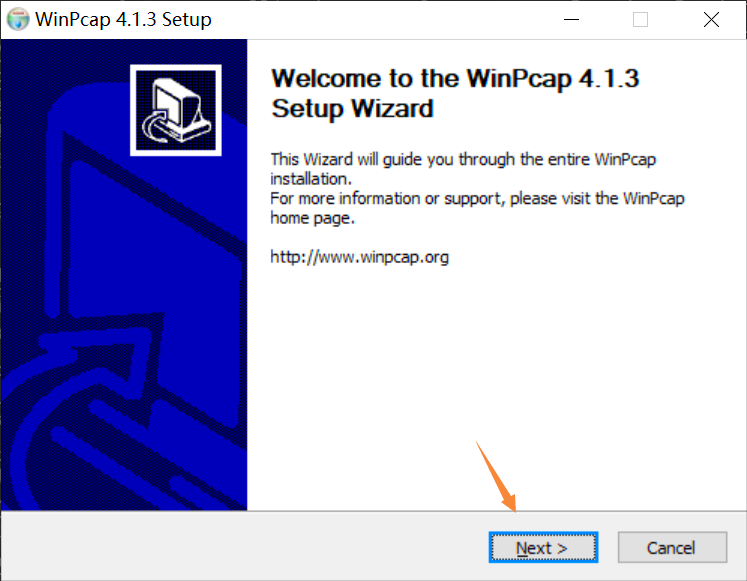 WinPcap 4.1.3 Setup
Welcome to the WinPcap 4.1.3
Setup Wizard
This Wizard will guide you through the entire WinPcap
installation.
For more information or support, please visit the WinPcap
home page.
http://www.winpcap.org
Next >
Cancel